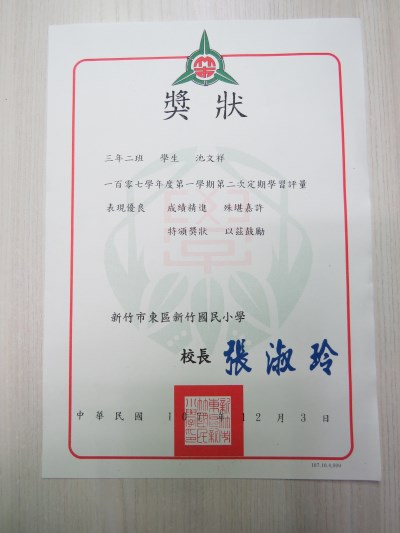 獎狀
三年二班 學生 池文祥
一百零七學年度第一學期第二次定期學習評量
表現優良 成績精進 殊堪嘉許
特頒獎狀 以茲鼓勵
新竹市東區新竹國民小學
校長 張淑玲
中華民國 年12月3日